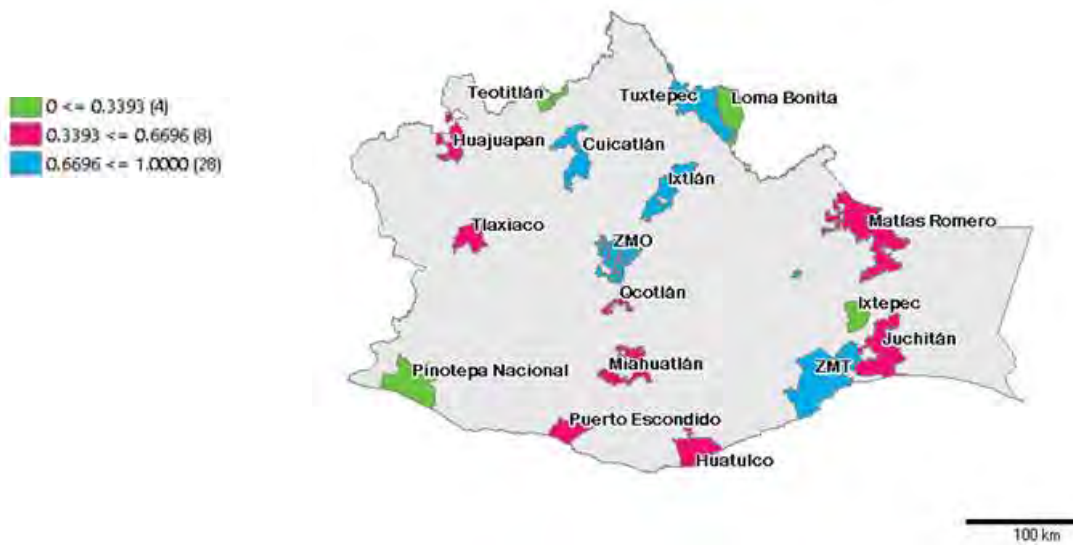 0 <= 0.3393 (4)
0.3393 <= 0.6696 (8)
0.6696 <= 1.0000 (28)
Teotitlán
Tuxtepec
Loma Bonita
Huajuapan
Cuicatlán
Ixtlán
Tlaxiaco
Matías Romero
ZMO
Ocotlán
Ixtepec
Juchitán
Pinotepa Nacional
Miahuatlán
ZMT
Puerto Escondido
Huatulco
100 km